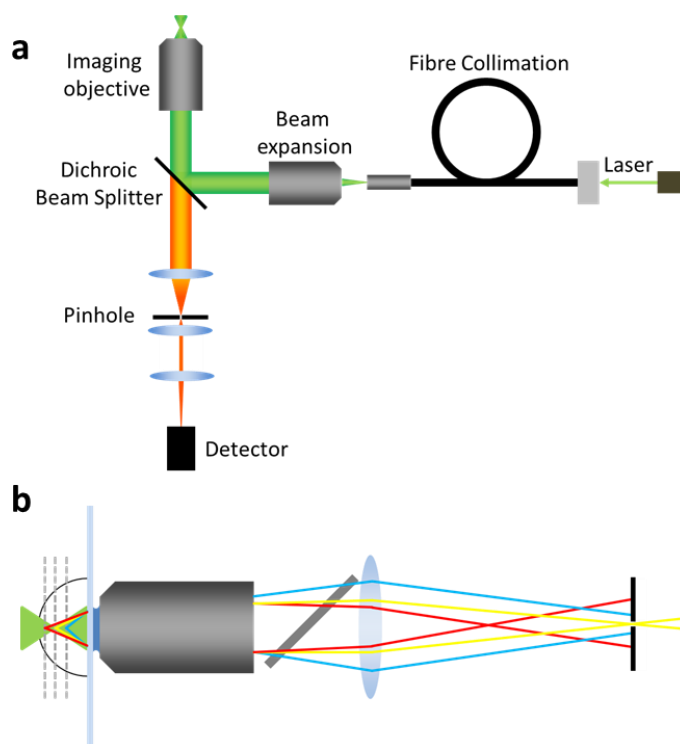 a
Imaging
objective
Fibre Collimation
Beam
expansion
Laser
Dichroic
Beam Splitter
Pinhole
Detector
b